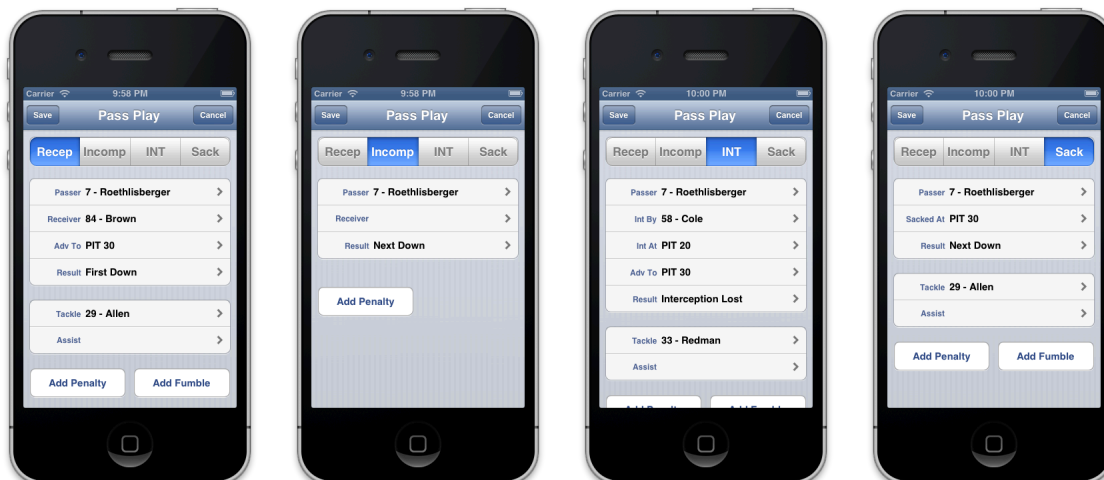 Carrier 9:58 PM
Save Pass Play Cancel
Recep Incomp INT Sack
Passer 7 - Roethlisberger
Receiver 84 - Brown
Adv To PIT 30
Result First Down
Tackle 29 - Allen
Assist
Add Penalty Add Fumble
Carrier 9:58 PM
Save Pass Play Cancel
Recep Incomp INT Sack
Passer 7 - Roethlisberger
Receiver
Result Next Down
Add Penalty
Carrier 10:00 PM
Save Pass Play Cancel
Recep Incomp INT Sack
Passer 7 - Roethlisberger
Int By 58 - Cole
Int At PIT 20
Adv To PIT 30
Result Interception Lost
Tackle 33 - Redman
Assist
Carrier 10:00 PM
Save Pass Play Cancel
Recep Incomp INT Sack
Passer 7 - Roethlisberger
Sacked At PIT 30
Result Next Down
Tackle 29 - Allen
Assist
Add Penalty Add Fumble